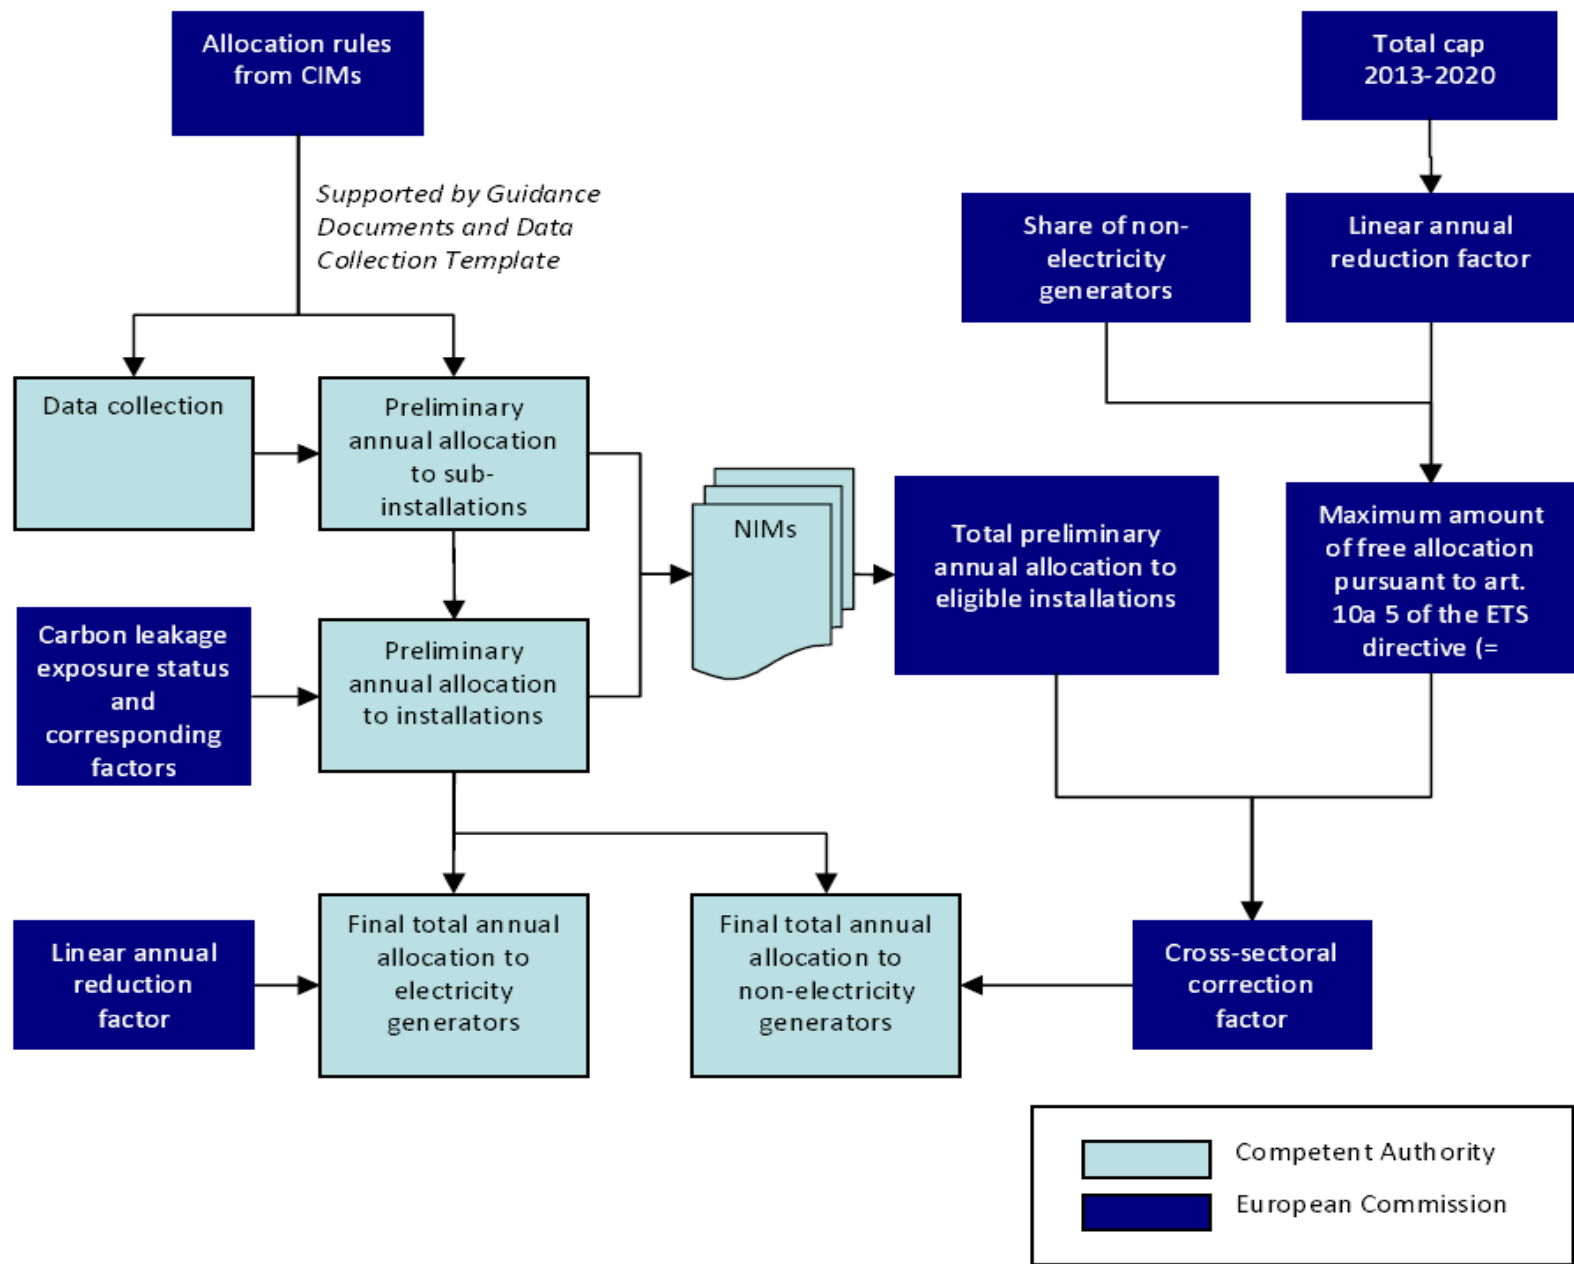 Allocation rules
from CIMs
Total cap
2013-2020
Supported by Guidance
Documents and Data
Collection Template
Share of non-
electricity
generators
Linear annual
reduction factor
Data collection
Preliminary
annual allocation
to sub-
installations
NIMs
Total preliminary
annual allocation to
eligible installations
Maximum amount
of free allocation
pursuant to art.
10a 5 of the ETS
directive (=
Carbon leakage
exposure status
and
corresponding
factors
Preliminary
annual allocation
to installations
Linear annual
reduction
factor
Final total annual
allocation to
electricity
generators
Final total annual
allocation to
non-electricity
generators
Cross-sectoral
correction
factor
Competent Authority
European Commission